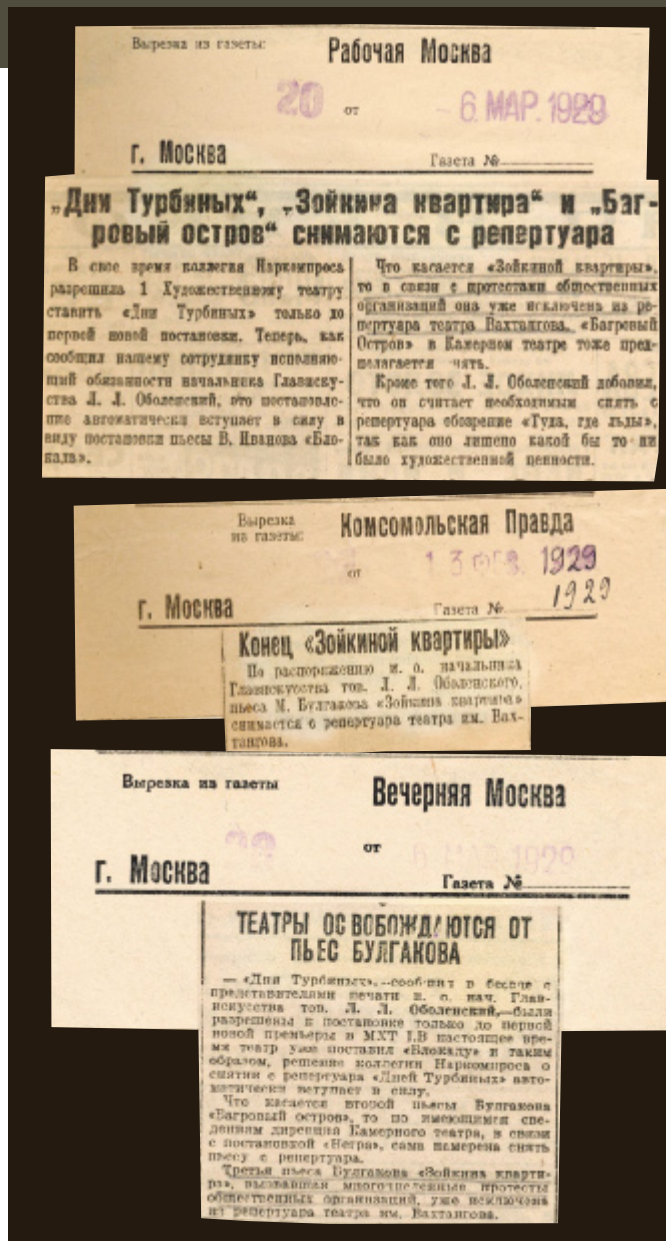 Вырезка из газеты:
Рабочая Москва
20 от - 6 МАР. 1929
г. Москва
Газета №
„Дни Турбиных“, „Зойкина квартира“ и „Баг-
ровый остров“ снимаются с репертуара
В свое время коллегия Наркомпроса
разрешила 1 Художественному театру
ставить «Дни Турбиных» только до
первой новой постановки. Теперь, как
сообщил нашему сотруднику исполняю-
щий обязанности начальника Глависку-
ства Л. Л. Оболенский, это постановле-
ние автоматически вступает в силу в
виду постановки пьесы В. Иванова «Бло-
када».
Что касается «Зойкиной квартиры»,
то в связи с протестами общественных
организаций она уже исключена из ре-
пертуара театра Вахтангова. «Багровый
Остров» в Камерном театре тоже пред-
полагается снять.
Кроме того Л. Л. Оболенский добавил,
что он считает необходимым снять с
репертуара обозрение «Туда, где льды»,
так как оно лишено какой бы то ни
было художественной ценности.
Вырезка
из газеты:
Комсомольская Правда
от 13 ФЕВ. 1929
1929
г. Москва
Газета №
Конец «Зойкиной квартиры»
По распоряжению и. о. начальника
Главискусства тов. Л. Л. Оболенского,
пьеса М. Булгакова «Зойкина квартира»
снимается с репертуара театра им. Вах-
тангова.
Вырезка из газеты
Вечерняя Москва
от МАР 1929
г. Москва
Газета №
ТЕАТРЫ ОСВОБОЖДАЮТСЯ ОТ
ПЬЕС БУЛГАКОВА
— «Дни Турбиных»,—сообщил в беседе с
представителями печати и. о. нач. Глав-
искусства тов. Л. Л. Оболенский,—были
разрешены к постановке только до первой
новой премьеры в МХТ I.В настоящее вре-
мя театр уже поставил «Блокаду» и таким
образом, решение коллегии Наркомпроса о
снятии с репертуара «Дней Турбиных» авто-
матически вступает в силу.
Что касается второй пьесы Булгакова
«Багровый остров», то по имеющимся све-
дениям дирекция Камерного театра, в связи
с постановкой «Негра», сама намерена снять
пьесу с репертуара.
Третья пьеса Булгакова «Зойкина кварти-
ра», вызвавшая многочисленные протесты
общественных организаций, уже исключена
из репертуара театра им. Вахтангова.